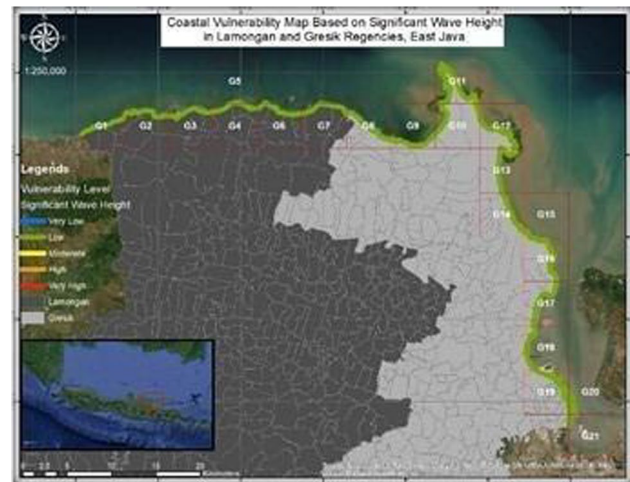 Coastal Vulnerability Map Based on Significant Wave Height
in Lamongan and Gresik Regencies, East Java
1:250,000
G5
G11
G1
G2
G3
G4
G6
G7
G8
G9
G10
G12
G13
G14
G15
G16
G17
G18
G19
G20
G21
Legends
Vulnerability Level
Significant Wave Height
Very Low
Low
Moderate
High
Very High
Lamongan
Gresik